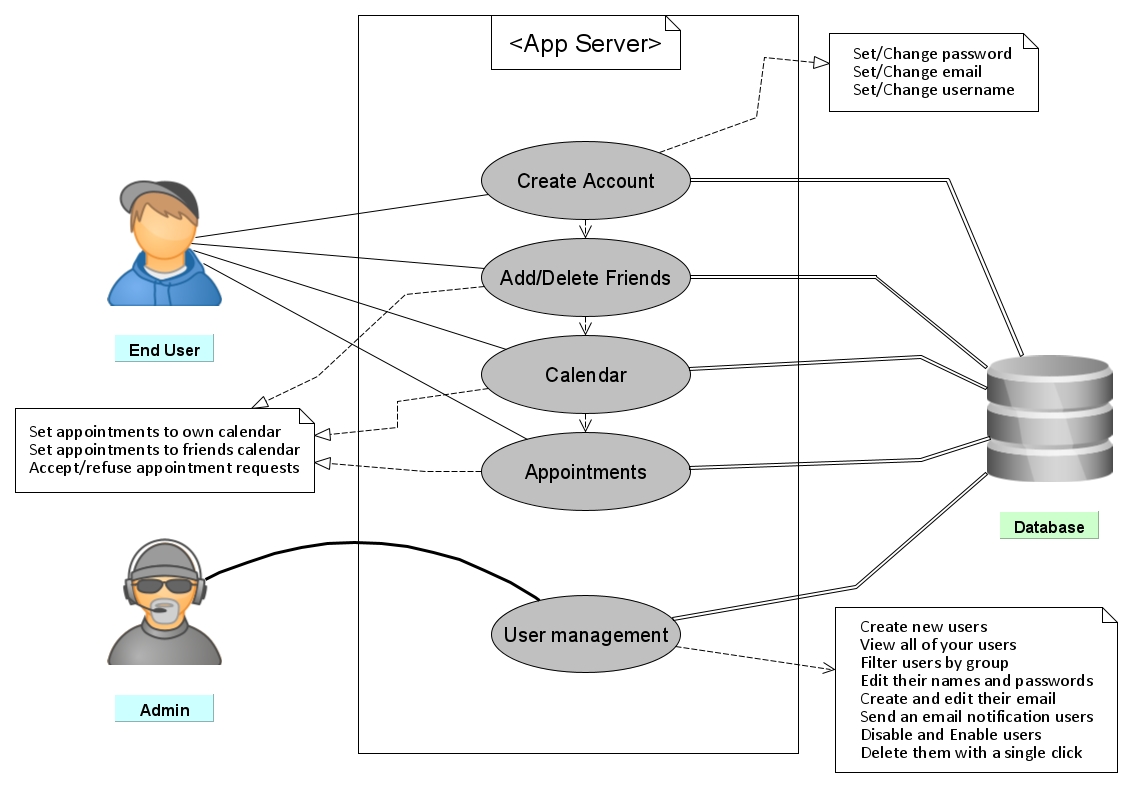 <App Server>
Set/Change password
Set/Change email
Set/Change username
Create Account
Add/Delete Friends
End User
Calendar
Set appointments to own calendar
Set appointments to friends calendar
Accept/refuse appointment requests
Appointments
Database
Admin
User management
Create new users
View all of your users
Filter users by group
Edit their names and passwords
Create and edit their email
Send an email notification users
Disable and Enable users
Delete them with a single click